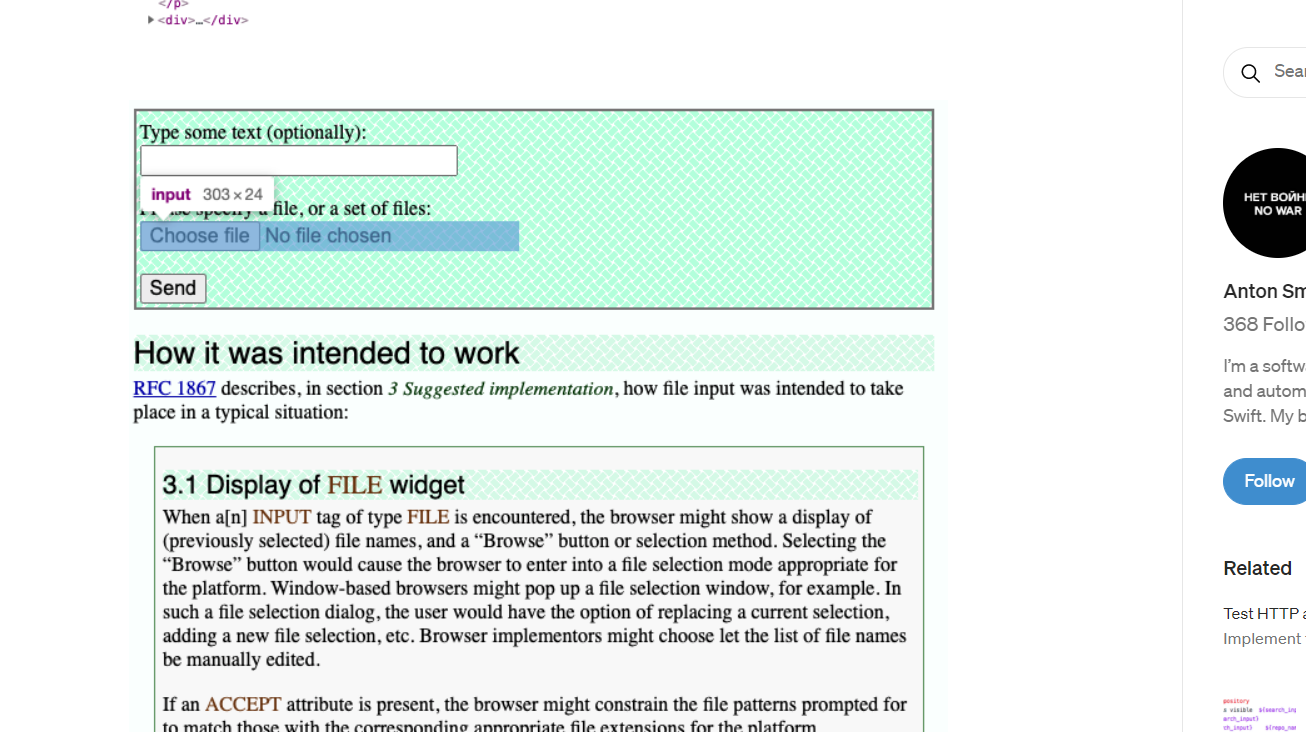 </p>
<div>…</div>
Type some text (optionally):
input 303 × 24
specify a file, or a set of files:
Choose file No file chosen
Send
How it was intended to work
RFC 1867 describes, in section 3 Suggested implementation, how file input was intended to take
place in a typical situation:
3.1 Display of FILE widget
When a[n] INPUT tag of type FILE is encountered, the browser might show a display of
(previously selected) file names, and a “Browse” button or selection method. Selecting the
“Browse” button would cause the browser to enter into a file selection mode appropriate for
the platform. Window-based browsers might pop up a file selection window, for example. In
such a file selection dialog, the user would have the option of replacing a current selection,
adding a new file selection, etc. Browser implementors might choose let the list of file names
be manually edited.
If an ACCEPT attribute is present, the browser might constrain the file patterns prompted for
to match those with the corresponding appropriate file extensions for the platform.
Sear
НЕТ ВОЙН
NO WAR
Anton Sm
368 Follo
I’m a softw
and autom
Swift. My b
Follow
Related
Test HTTP a
Implement